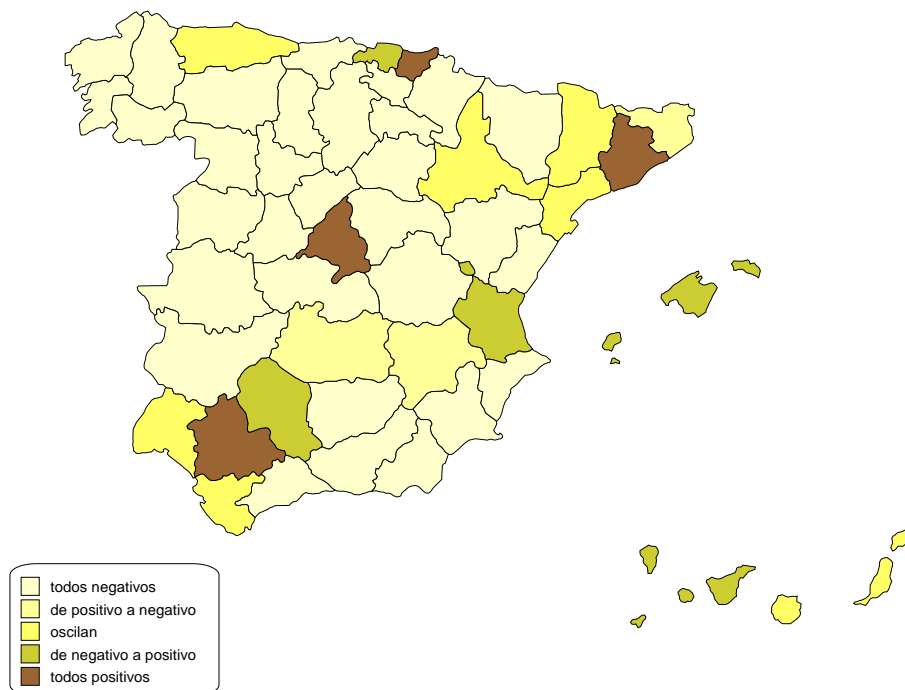 todos negativos
de positivo a negativo
oscilan
de negativo a positivo
todos positivos